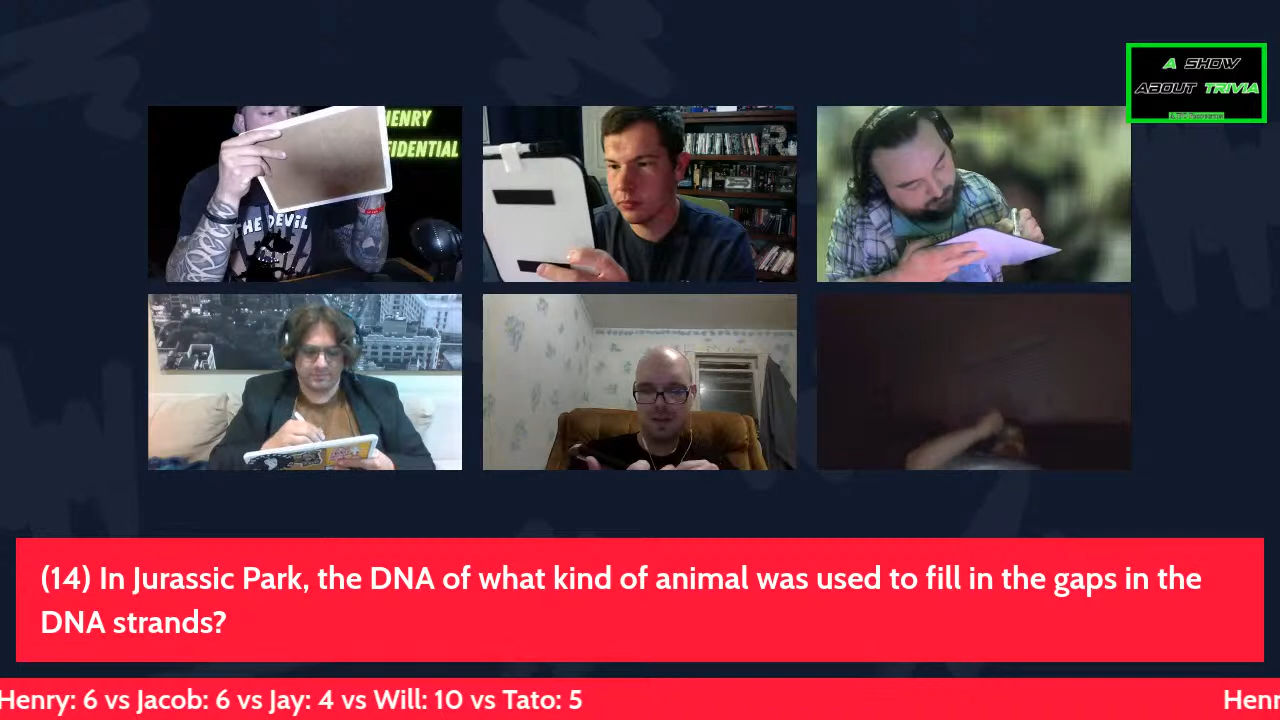 A SHOW
ABOUT TRIVIA
HENRY
FIDENTIAL
THE DEVIL
R
(14) In Jurassic Park, the DNA of what kind of animal was used to fill in the gaps in the
DNA strands?
Henry: 6 vs Jacob: 6 vs Jay: 4 vs Will: 10 vs Tato: 5
Henr